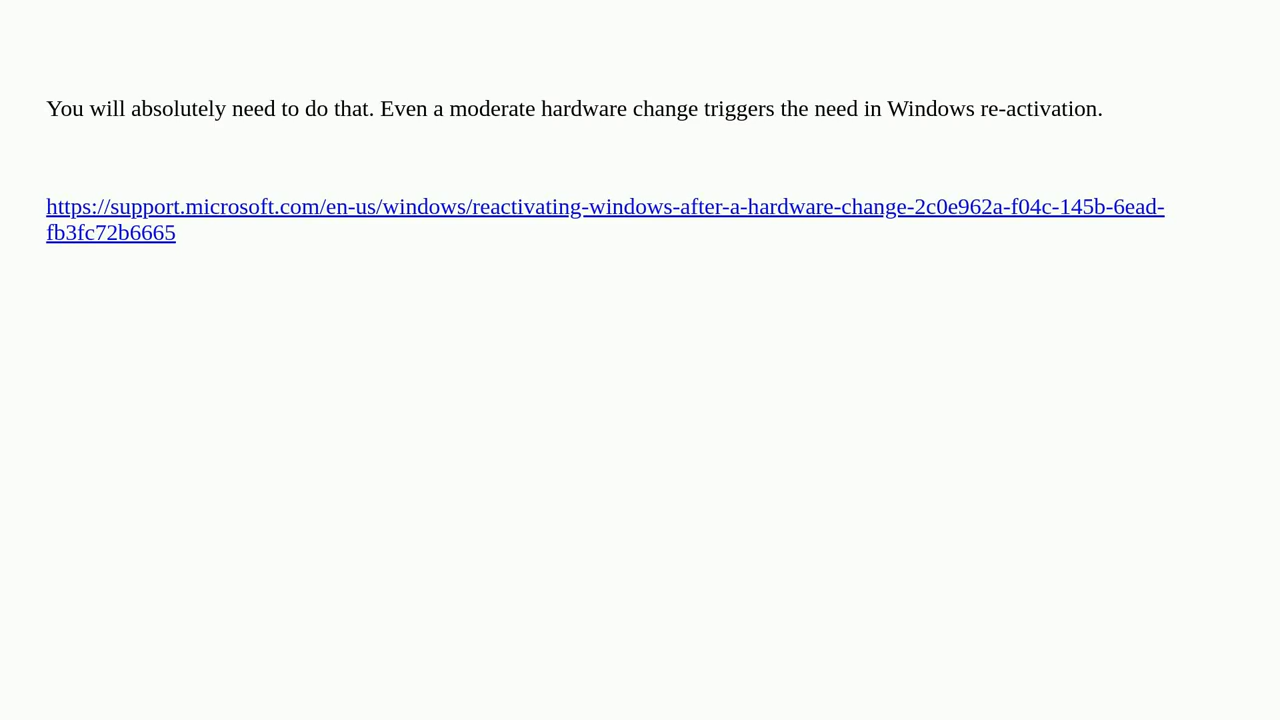 You will absolutely need to do that. Even a moderate hardware change triggers the need in Windows re-activation.
https://support.microsoft.com/en-us/windows/reactivating-windows-after-a-hardware-change-2c0e962a-f04c-145b-6ead-
fb3fc72b6665